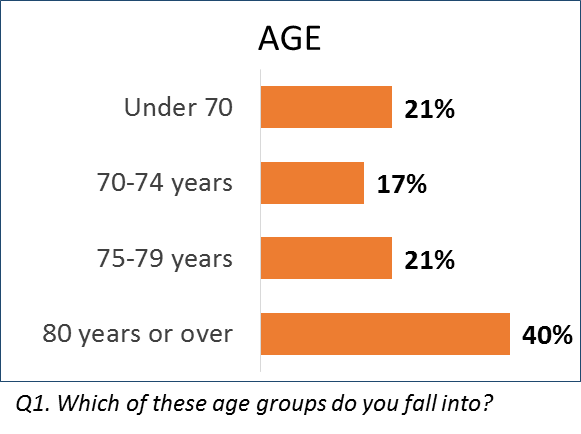 AGE
Under 70 21%
70-74 years 17%
75-79 years 21%
80 years or over 40%
Q1. Which of these age groups do you fall into?